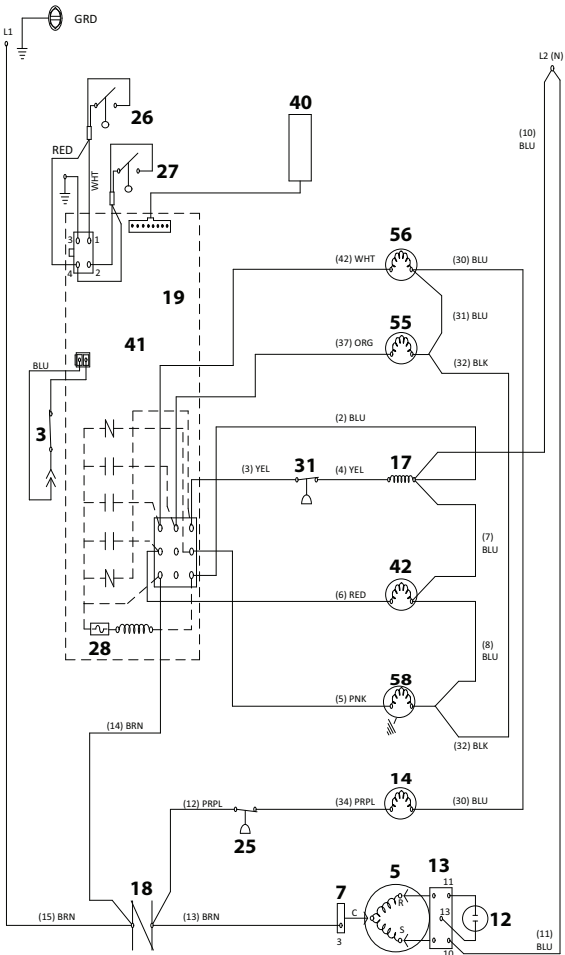 GRD
L1
L2 (N)
26
40
(10)
BLU
RED
WHT
27
3 1
4 2
56
(42) WHT
(30) BLU
19
(31) BLU
55
(37) ORG
41
(32) BLK
BLU
3
(2) BLU
(3) YEL
31
(4) YEL
17
(7)
BLU
42
(6) RED
28
(8)
BLU
58
(5) PNK
(14) BRN
(32) BLK
14
(12) PRPL
(34) PRPL
(30) BLU
25
18
7
5
13
11
R
C
13
12
(15) BRN
(13) BRN
S
3
10
(11)
BLU